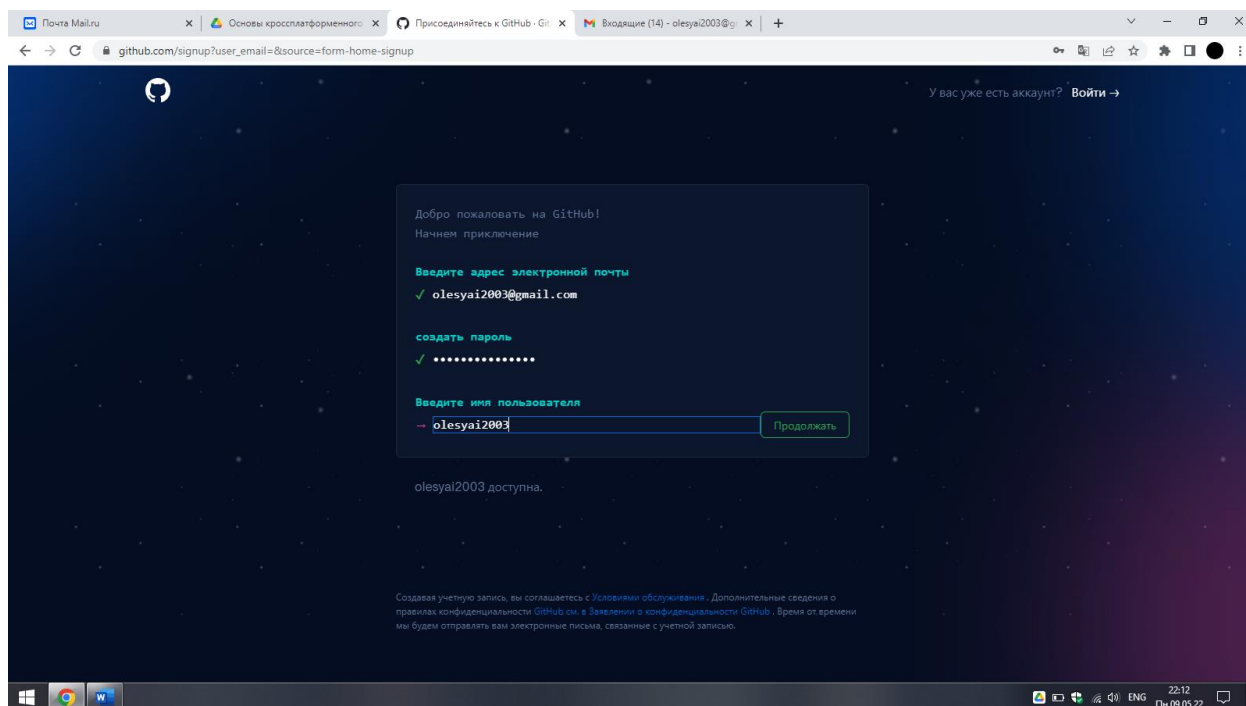 Почта Mail.ru
Основы кроссплатформенного
Присоединяйтесь к GitHub · Git
Входящие (14) - olesyai2003@g
github.com/signup?user_email=&source=form-home-signup
У вас уже есть аккаунт? Войти →
Добро пожаловать на GitHub!
Начнем приключение
Введите адрес электронной почты
✓ olesyai2003@gmail.com
создать пароль
✓ •••••••••••••••
Введите имя пользователя
→ olesyai2003
Продолжать
olesyai2003 доступна.
Создавая учетную запись, вы соглашаетесь с Условиями обслуживания . Дополнительные сведения о
правилах конфиденциальности GitHub см. в Заявлении о конфиденциальности GitHub . Время от времени
мы будем отправлять вам электронные письма, связанные с учетной записью.
ENG
22:12
Пн 09.05.22